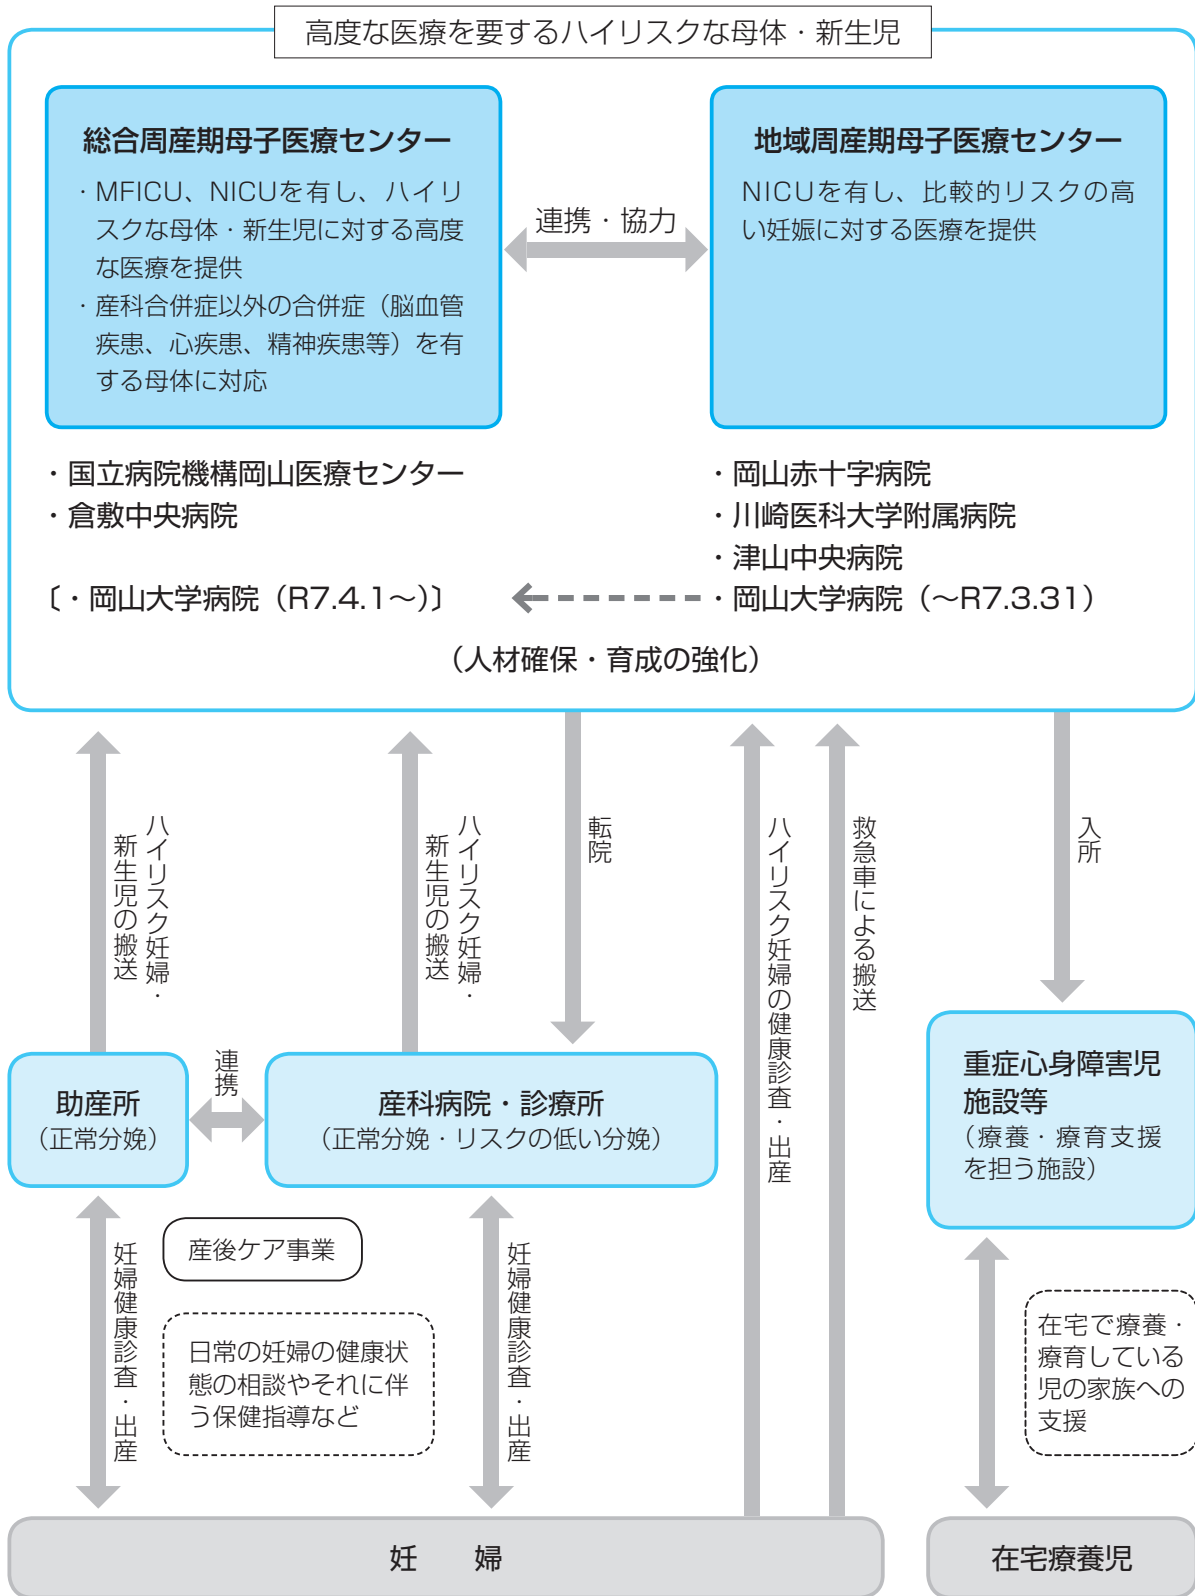 高度な医療を要するハイリスクな母体・新生児
総合周産期母子医療センター
・MFICU、NICUを有し、ハイリ
スクな母体・新生児に対する高度
な医療を提供
・産科合併症以外の合併症（脳血管
疾患、心疾患、精神疾患等）を有
する母体に対応
連携・協力
地域周産期母子医療センター
NICUを有し、比較的リスクの高
い妊娠に対する医療を提供
・国立病院機構岡山医療センター
・倉敷中央病院
〔・岡山大学病院（R7.4.1～）〕
・岡山赤十字病院
・川崎医科大学附属病院
・津山中央病院
・岡山大学病院（～R7.3.31）
（人材確保・育成の強化）
ハイリスク妊婦・
新生児の搬送
ハイリスク妊婦・
新生児の搬送
転院
ハイリスク妊婦の健康診査・出産
救急車による搬送
入所
助産所
（正常分娩）
連携
産科病院・診療所
（正常分娩・リスクの低い分娩）
重症心身障害児
施設等
（療養・療育支援
を担う施設）
妊婦健康診査・出産
産後ケア事業
日常の妊婦の健康状
態の相談やそれに伴
う保健指導など
妊婦健康診査・出産
在宅で療養・
療育している
児の家族への
支援
妊　婦
在宅療養児